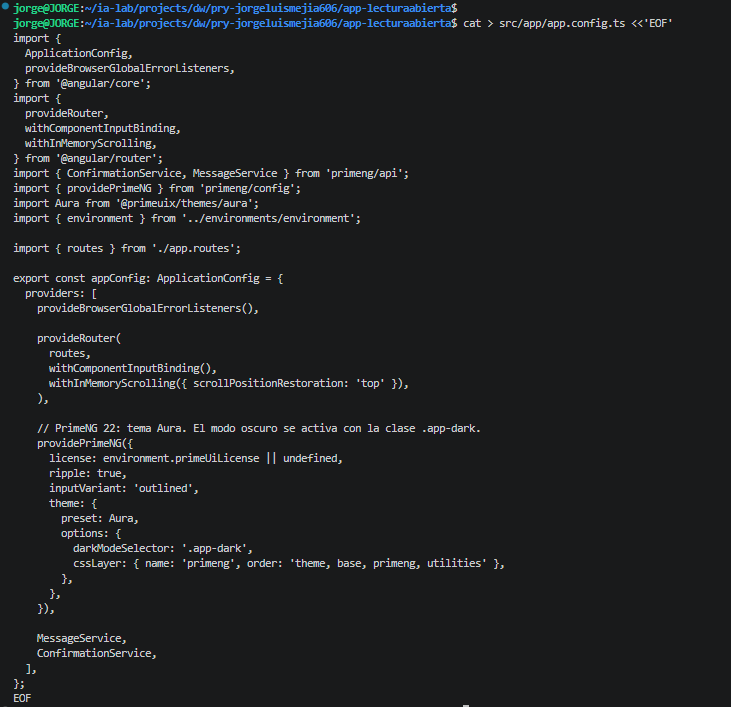 jorge@JORGE:~/ia-lab/projects/dw/pry-jorgeluismejia606/app-lecturaabierta$
jorge@JORGE:~/ia-lab/projects/dw/pry-jorgeluismejia606/app-lecturaabierta$ cat > src/app/app.config.ts <<'EOF'
import {
  ApplicationConfig,
  provideBrowserGlobalErrorListeners,
} from '@angular/core';
import {
  provideRouter,
  withComponentInputBinding,
  withInMemoryScrolling,
} from '@angular/router';
import { ConfirmationService, MessageService } from 'primeng/api';
import { providePrimeNG } from 'primeng/config';
import Aura from '@primeuix/themes/aura';
import { environment } from '../environments/environment';

import { routes } from './app.routes';

export const appConfig: ApplicationConfig = {
  providers: [
    provideBrowserGlobalErrorListeners(),

    provideRouter(
      routes,
      withComponentInputBinding(),
      withInMemoryScrolling({ scrollPositionRestoration: 'top' }),
    ),

    // PrimeNG 22: tema Aura. El modo oscuro se activa con la clase .app-dark.
    providePrimeNG({
      license: environment.primeUiLicense || undefined,
      ripple: true,
      inputVariant: 'outlined',
      theme: {
        preset: Aura,
        options: {
          darkModeSelector: '.app-dark',
          cssLayer: { name: 'primeng', order: 'theme, base, primeng, utilities' },
        },
      },
    }),

    MessageService,
    ConfirmationService,
  ],
};
EOF